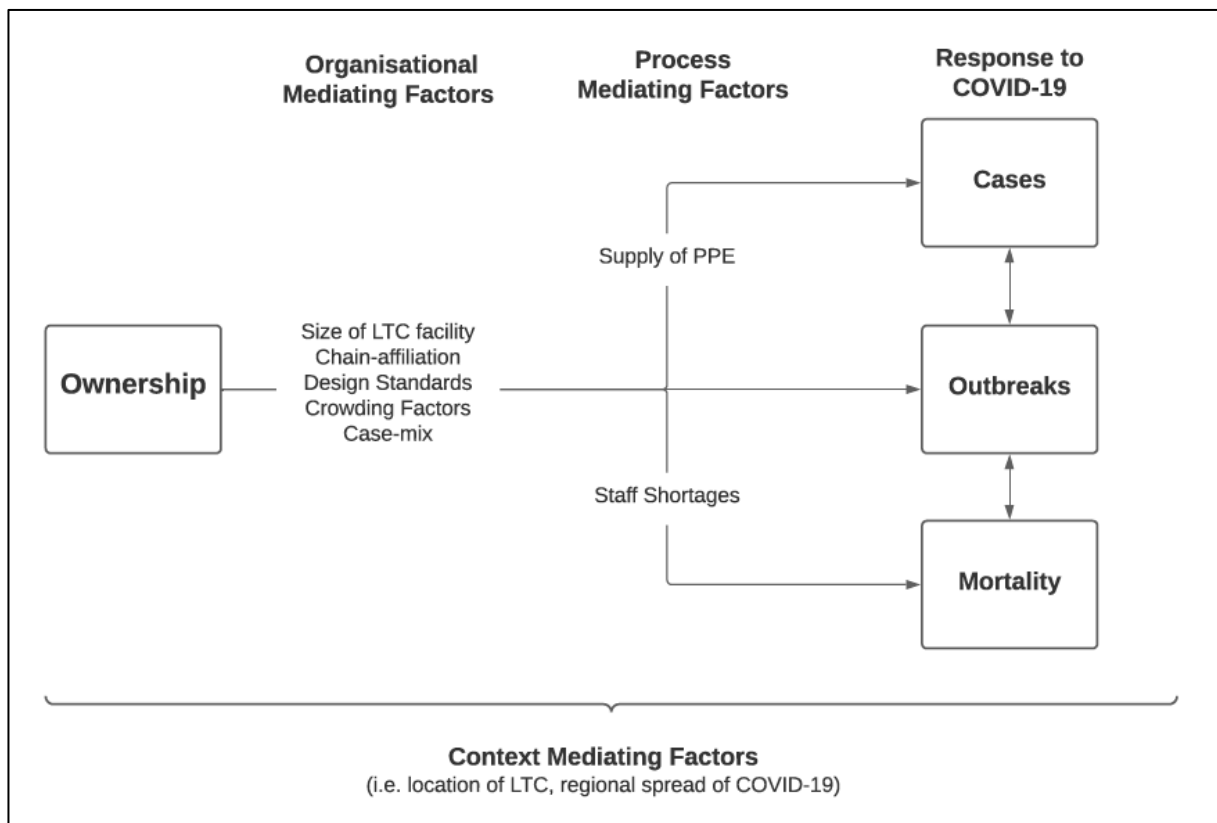 Organisational
Mediating Factors
Process
Mediating Factors
Response to
COVID-19
Cases
Supply of PPE
Ownership
Size of LTC facility
Chain-affiliation
Design Standards
Crowding Factors
Case-mix
Outbreaks
Staff Shortages
Mortality
Context Mediating Factors
(i.e. location of LTC, regional spread of COVID-19)